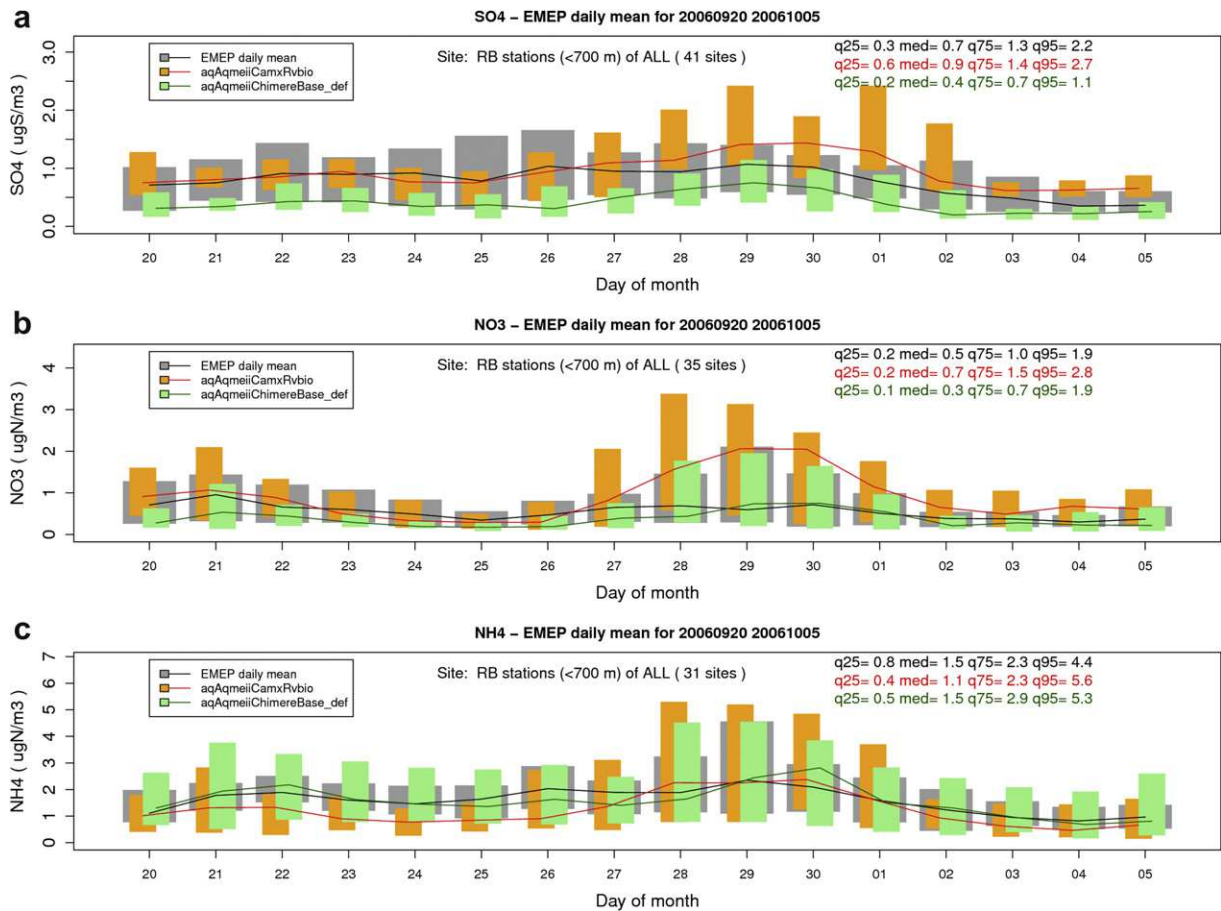 a
SO4 − EMEP daily mean for 20060920 20061005
EMEP daily mean
aqAqmeiiCamxRvbio
aqAqmeiiChimereBase_def
Site: RB stations (<700 m) of ALL ( 41 sites )
q25= 0.3 med= 0.7 q75= 1.3 q95= 2.2
q25= 0.6 med= 0.9 q75= 1.4 q95= 2.7
q25= 0.2 med= 0.4 q75= 0.7 q95= 1.1
SO4 ( ugS/m3 )
3.0
2.0
1.0
0.0
20 21 22 23 24 25 26 27 28 29 30 01 02 03 04 05
Day of month
b
NO3 − EMEP daily mean for 20060920 20061005
EMEP daily mean
aqAqmeiiCamxRvbio
aqAqmeiiChimereBase_def
Site: RB stations (<700 m) of ALL ( 35 sites )
q25= 0.2 med= 0.5 q75= 1.0 q95= 1.9
q25= 0.2 med= 0.7 q75= 1.5 q95= 2.8
q25= 0.1 med= 0.3 q75= 0.7 q95= 1.9
NO3 ( ugN/m3 )
4
3
2
1
0
20 21 22 23 24 25 26 27 28 29 30 01 02 03 04 05
Day of month
c
NH4 − EMEP daily mean for 20060920 20061005
EMEP daily mean
aqAqmeiiCamxRvbio
aqAqmeiiChimereBase_def
Site: RB stations (<700 m) of ALL ( 31 sites )
q25= 0.8 med= 1.5 q75= 2.3 q95= 4.4
q25= 0.4 med= 1.1 q75= 2.3 q95= 5.6
q25= 0.5 med= 1.5 q75= 2.9 q95= 5.3
NH4 ( ugN/m3 )
7
6
5
4
3
2
1
0
20 21 22 23 24 25 26 27 28 29 30 01 02 03 04 05
Day of month